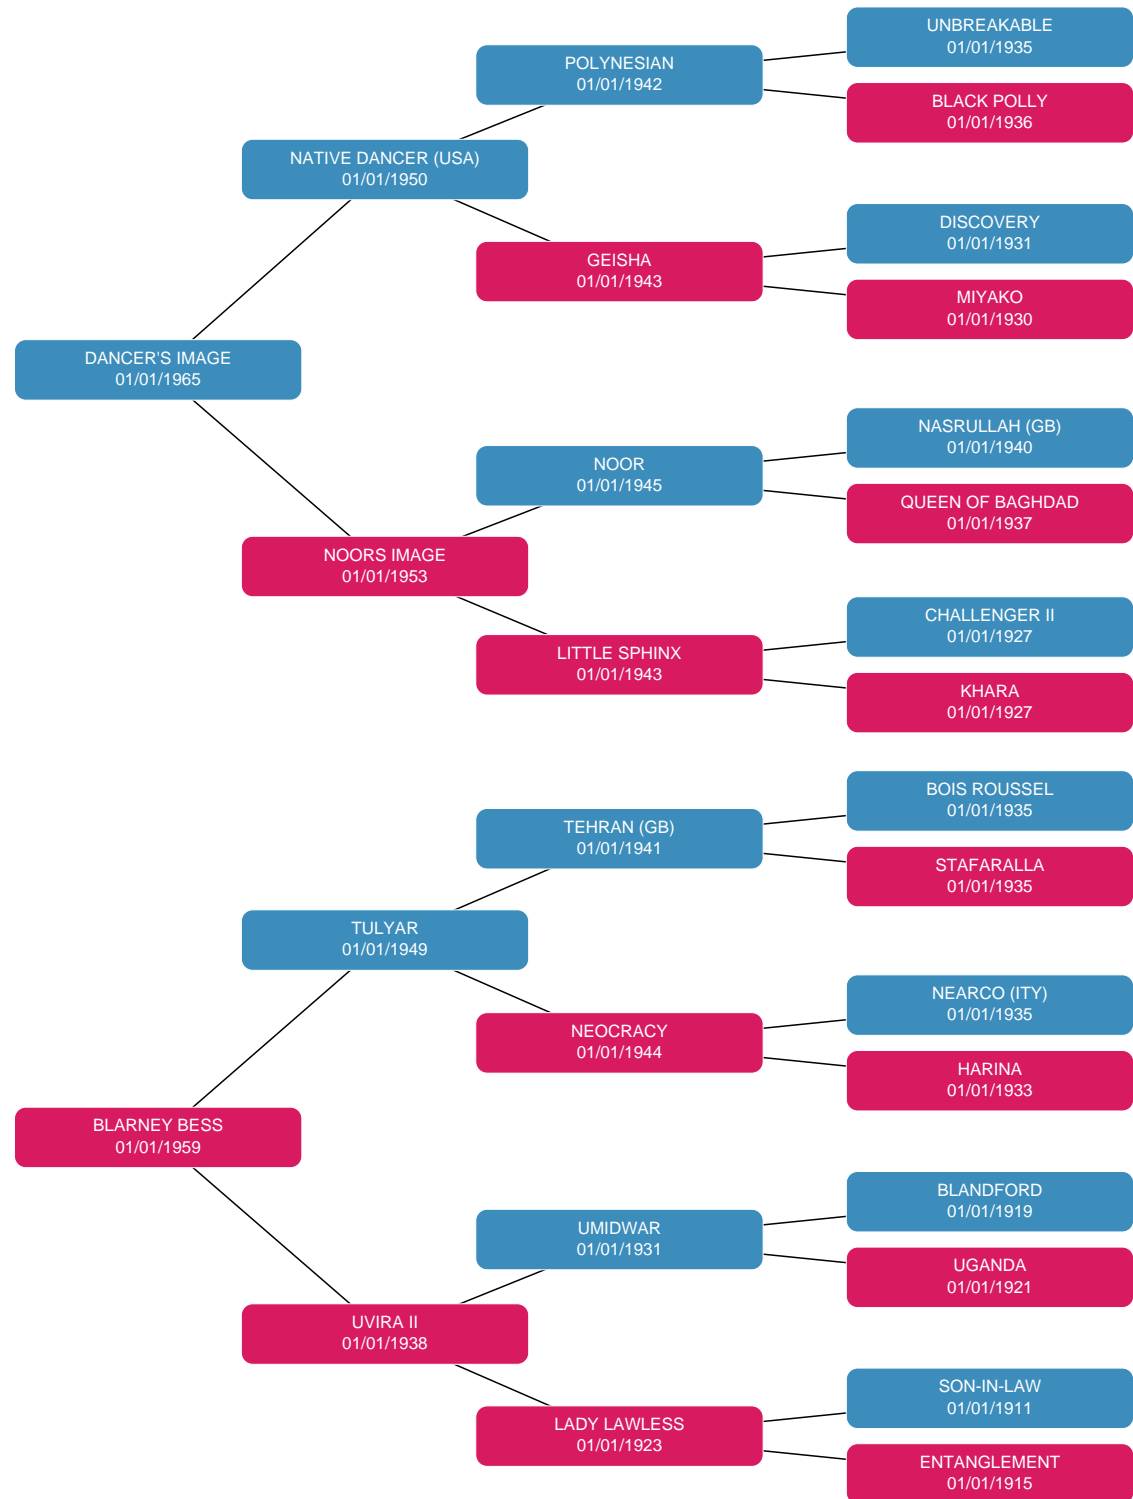 UNBREAKABLE
01/01/1935
POLYNESIAN
01/01/1942
BLACK POLLY
01/01/1936
NATIVE DANCER (USA)
01/01/1950
DISCOVERY
01/01/1931
GEISHA
01/01/1943
MIYAKO
01/01/1930
DANCER'S IMAGE
01/01/1965
NASRULLAH (GB)
01/01/1940
NOOR
01/01/1945
QUEEN OF BAGHDAD
01/01/1937
NOORS IMAGE
01/01/1953
CHALLENGER II
01/01/1927
LITTLE SPHINX
01/01/1943
KHARA
01/01/1927
BOIS ROUSSEL
01/01/1935
TEHRAN (GB)
01/01/1941
STAFARALLA
01/01/1935
TULYAR
01/01/1949
NEARCO (ITY)
01/01/1935
NEOCRACY
01/01/1944
HARINA
01/01/1933
BLARNEY BESS
01/01/1959
BLANDFORD
01/01/1919
UMIDWAR
01/01/1931
UGANDA
01/01/1921
UVIRA II
01/01/1938
SON-IN-LAW
01/01/1911
LADY LAWLESS
01/01/1923
ENTANGLEMENT
01/01/1915